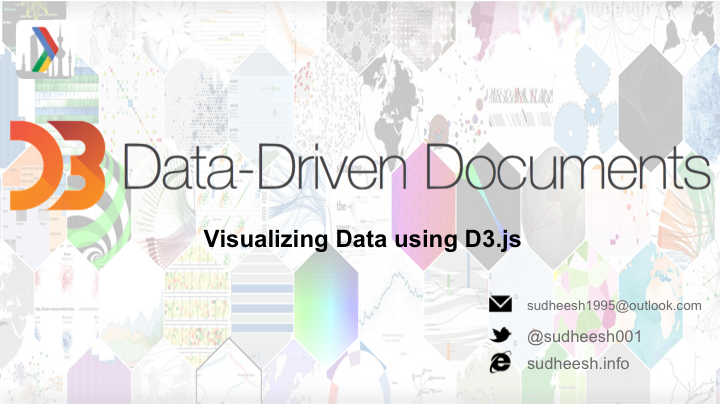 D3 Data-Driven Documents
Visualizing Data using D3.js
sudheesh1995@outlook.com
@sudheesh001
sudheesh.info